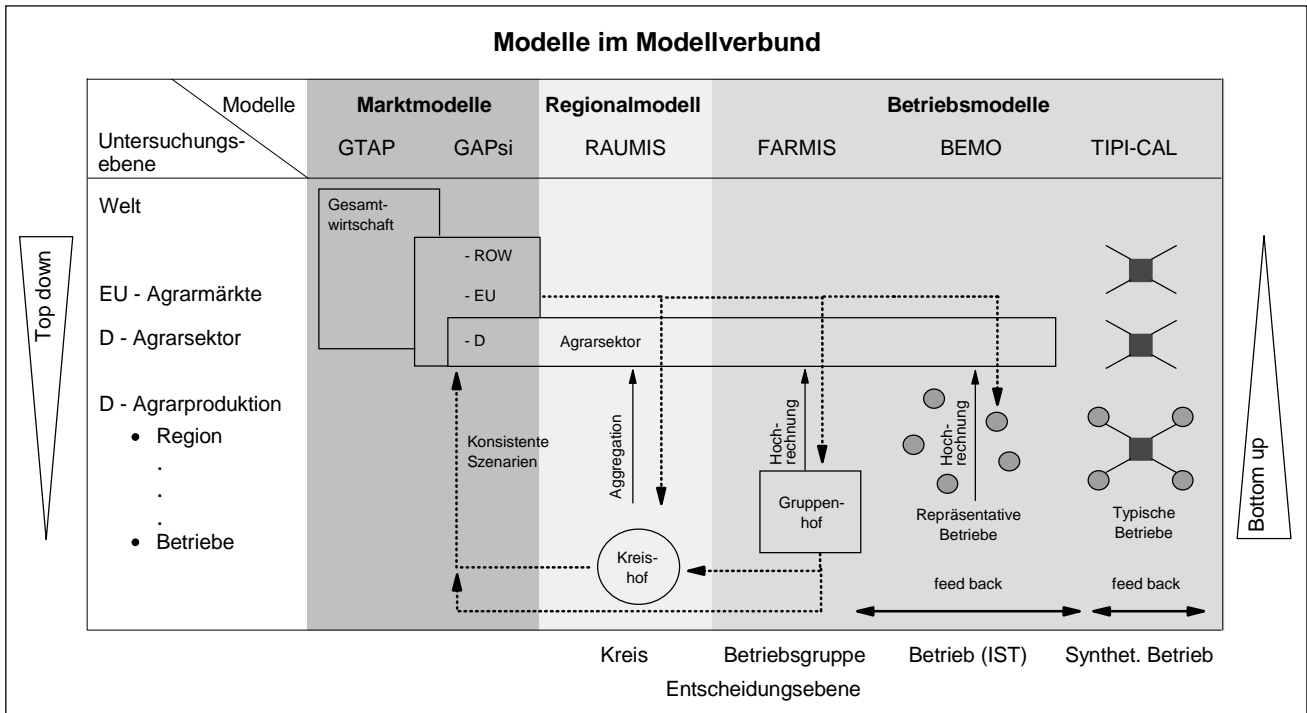 Modelle im Modellverbund
Modelle
Marktmodelle
Regionalmodell
Betriebsmodelle
Untersuchungs-
ebene
GTAP
GAPsi
RAUMIS
FARMIS
BEMO
TIPI-CAL
Welt
Gesamt-
wirtschaft
- ROW
EU - Agrarmärkte
- EU
D - Agrarsektor
- D
Agrarsektor
D - Agrarproduktion
• Region
.
.
.
• Betriebe
Top down
Konsistente
Szenarien
Aggregation
Hoch-
rechnung
Hoch-
rechnung
Gruppen-
hof
Repräsentative
Betriebe
Typische
Betriebe
Kreis-
hof
feed back
feed back
Bottom up
Kreis
Betriebsgruppe
Betrieb (IST)
Synthet. Betrieb
Entscheidungsebene